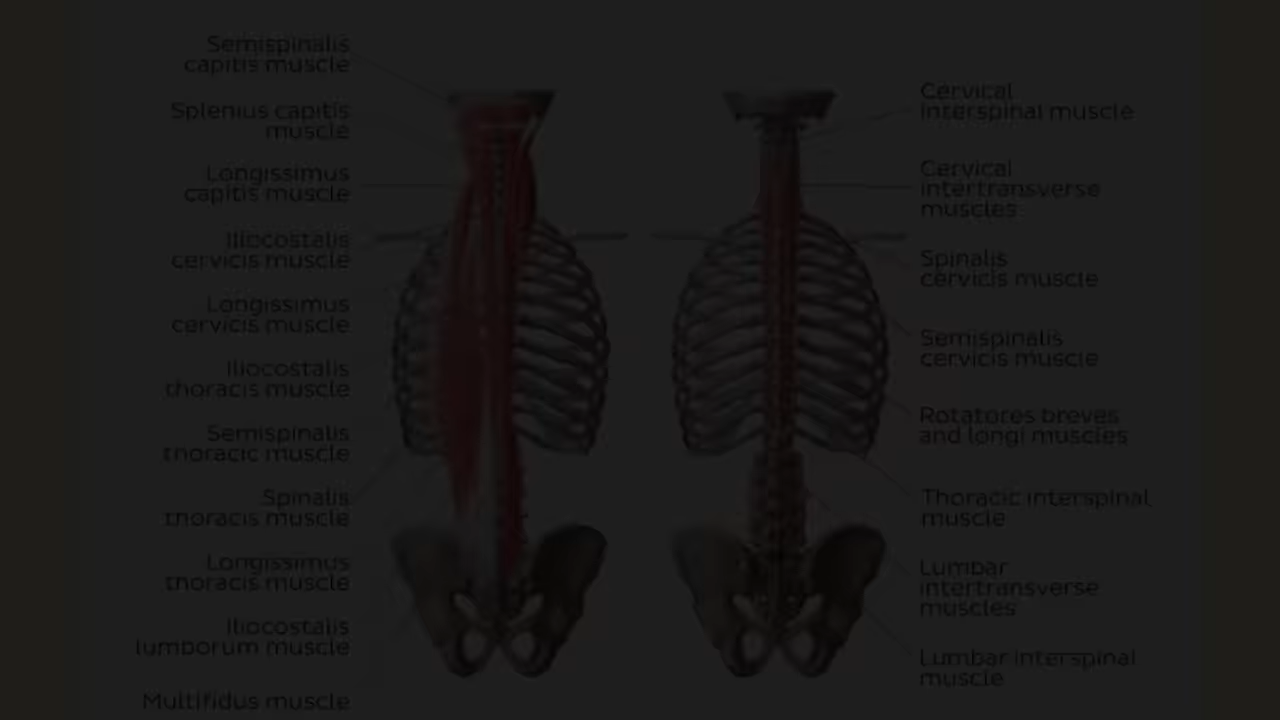 Semispinalis
capitis muscle
Splenius capitis
muscle
Longissimus
capitis muscle
Iliocostalis
cervicis muscle
Longissimus
cervicis muscle
Iliocostalis
thoracis muscle
Semispinalis
thoracic muscle
Spinalis
thoracis muscle
Longissimus
thoracis muscle
Iliocostalis
lumborum muscle
Multifidus muscle
Cervical
interspinal muscle
Cervical
intertransverse
muscles
Spinalis
cervicis muscle
Semispinalis
cervicis muscle
Rotatores breves
and longi muscles
Thoracic interspinal
muscle
Lumbar
intertransverse
muscles
Lumbar interspinal
muscle